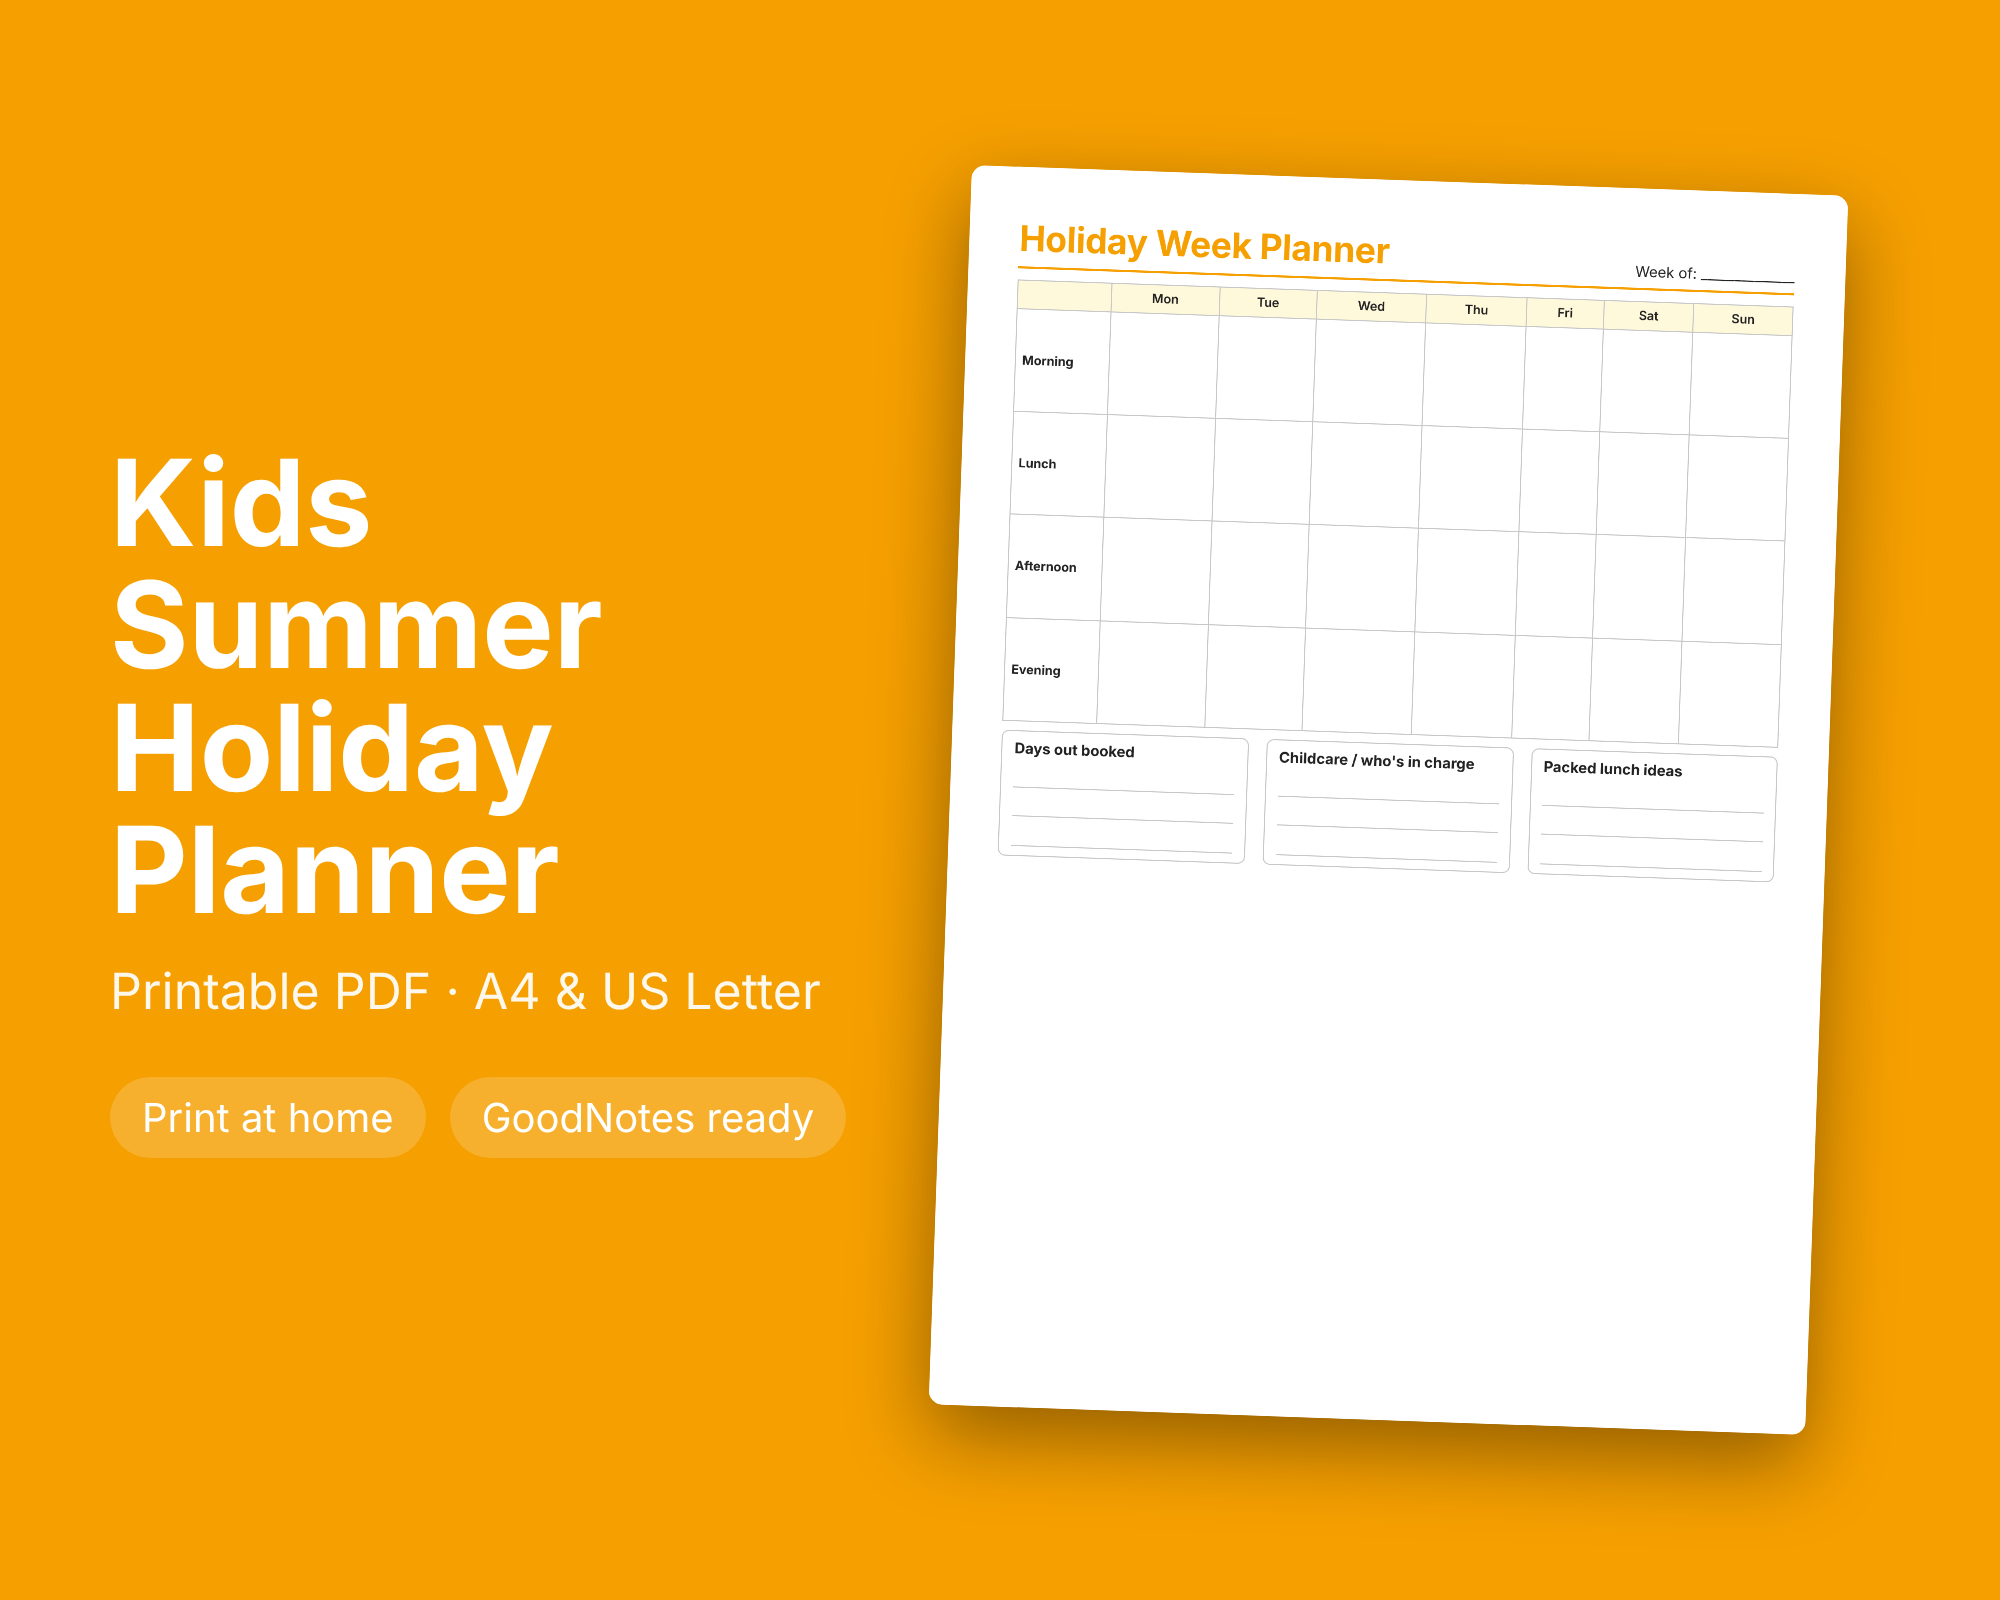 Kids
Summer
Holiday
Planner
Printable PDF · A4 & US Letter
Print at home
GoodNotes ready
Holiday Week Planner
Week of:
Mon Tue Wed Thu Fri Sat Sun
Morning
Lunch
Afternoon
Evening
Days out booked
Childcare / who's in charge
Packed lunch ideas